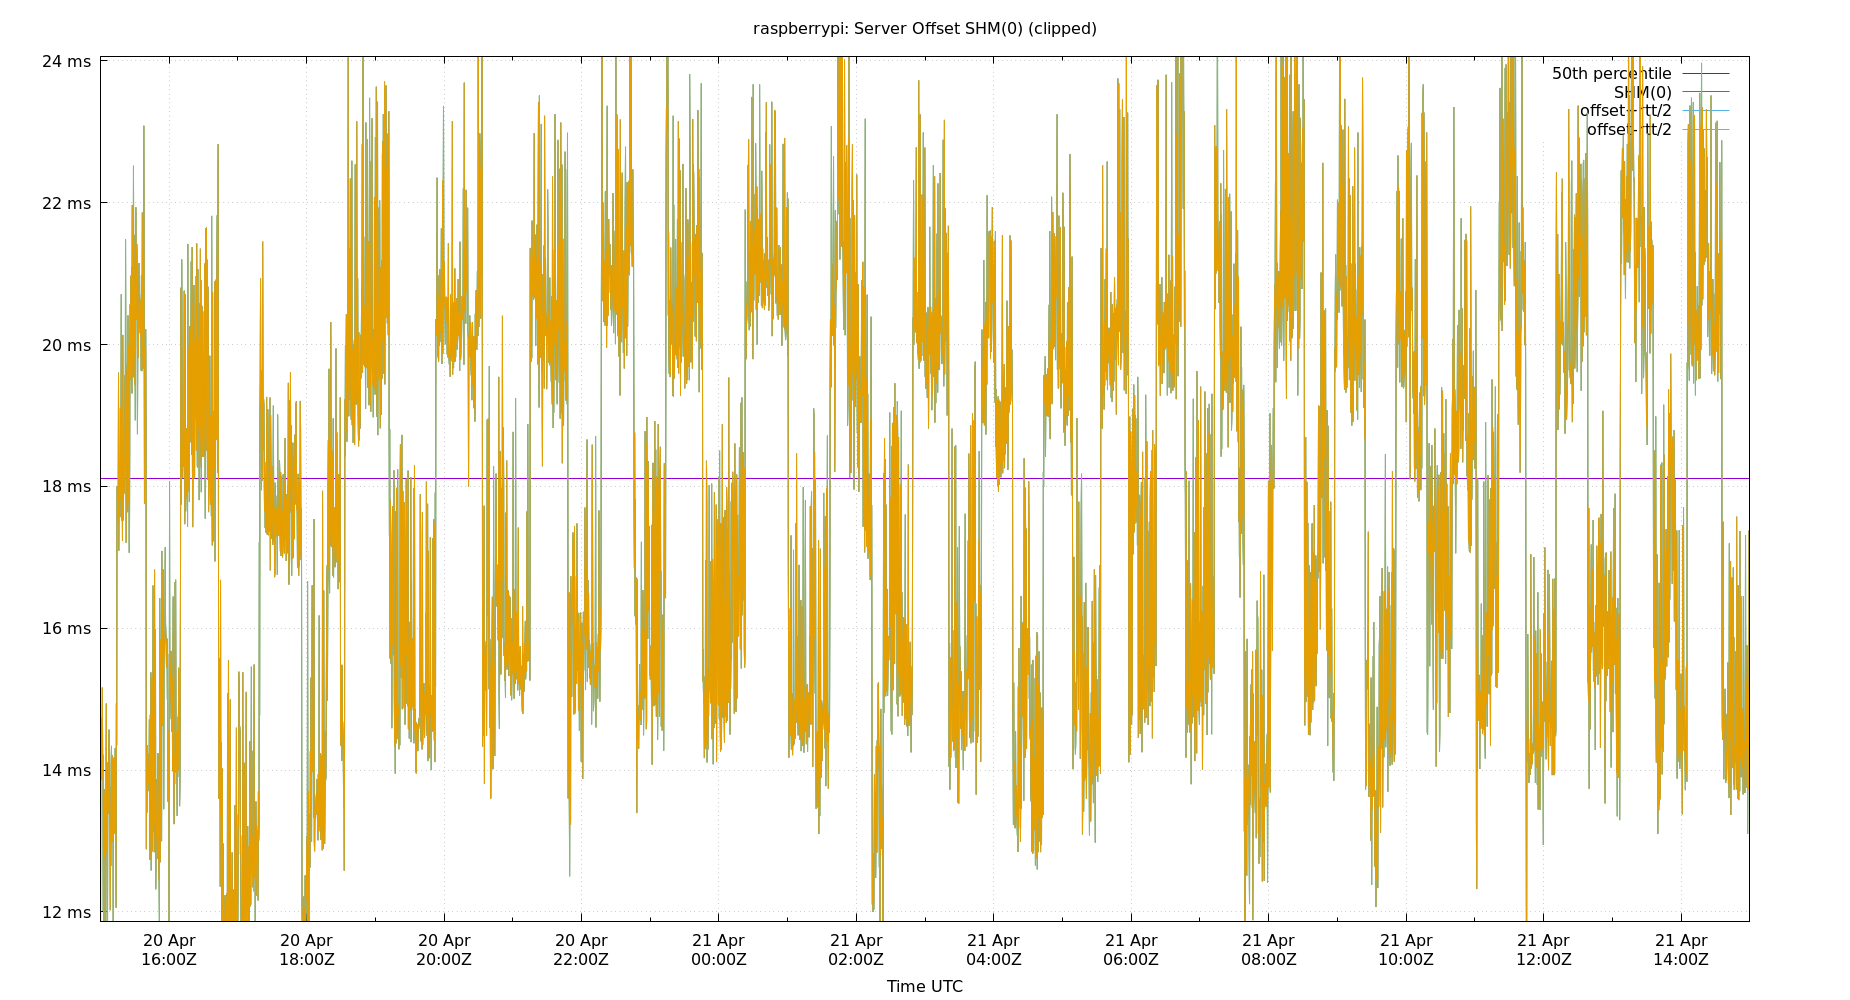 raspberrypi: Server Offset SHM(0) (clipped)
24 ms
22 ms
20 ms
18 ms
16 ms
14 ms
12 ms
50th percentile
SHM(0)
offset+rtt/2
offset-rtt/2
20 Apr 20 Apr 20 Apr 20 Apr 21 Apr 21 Apr 21 Apr 21 Apr 21 Apr 21 Apr 21 Apr 21 Apr
16:00Z 18:00Z 20:00Z 22:00Z 00:00Z 02:00Z 04:00Z 06:00Z 08:00Z 10:00Z 12:00Z 14:00Z
Time UTC